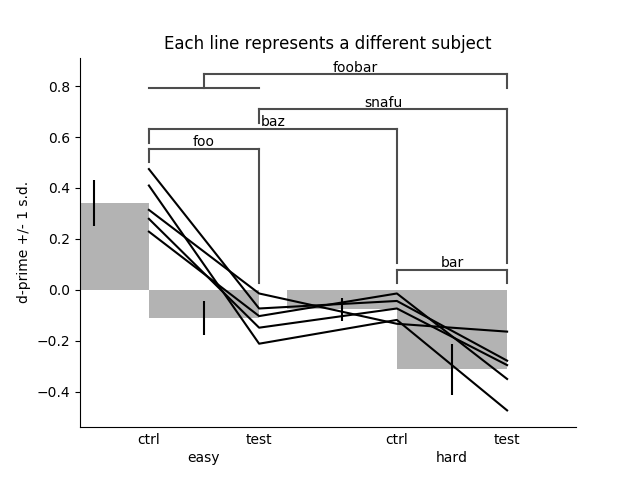 Each line represents a different subject
foobar
snafu
baz
foo
bar
d-prime +/- 1 s.d.
0.8
0.6
0.4
0.2
0.0
−0.2
−0.4
ctrl test ctrl test
easy hard